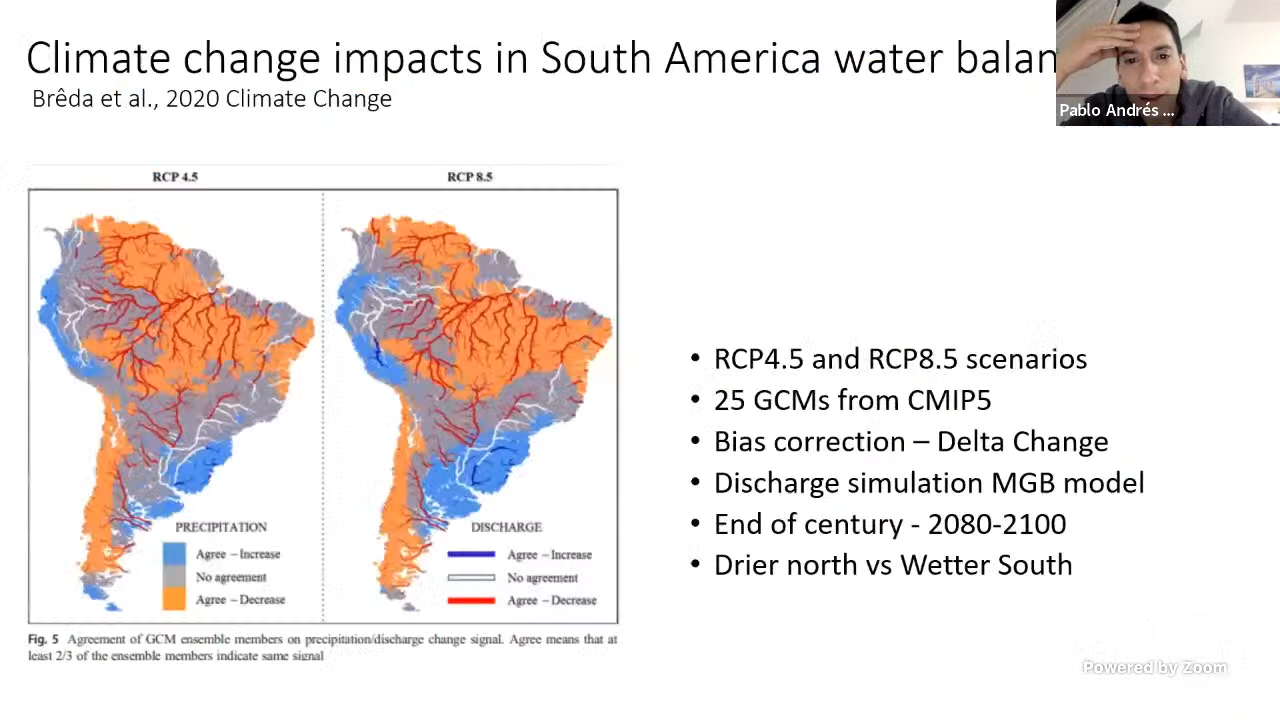 Climate change impacts in South America water balan
Brêda et al., 2020 Climate Change
Pablo Andrés ...
RCP 4.5
RCP 8.5
• RCP4.5 and RCP8.5 scenarios
• 25 GCMs from CMIP5
• Bias correction – Delta Change
• Discharge simulation MGB model
• End of century - 2080-2100
• Drier north vs Wetter South
PRECIPITATION
Agree – Increase
No agreement
Agree – Decrease
DISCHARGE
Agree – Increase
No agreement
Agree – Decrease
Fig. 5 Agreement of GCM ensemble members on precipitation/discharge change signal. Agree means that at
least 2/3 of the ensemble members indicate same signal
Powered by Zoom